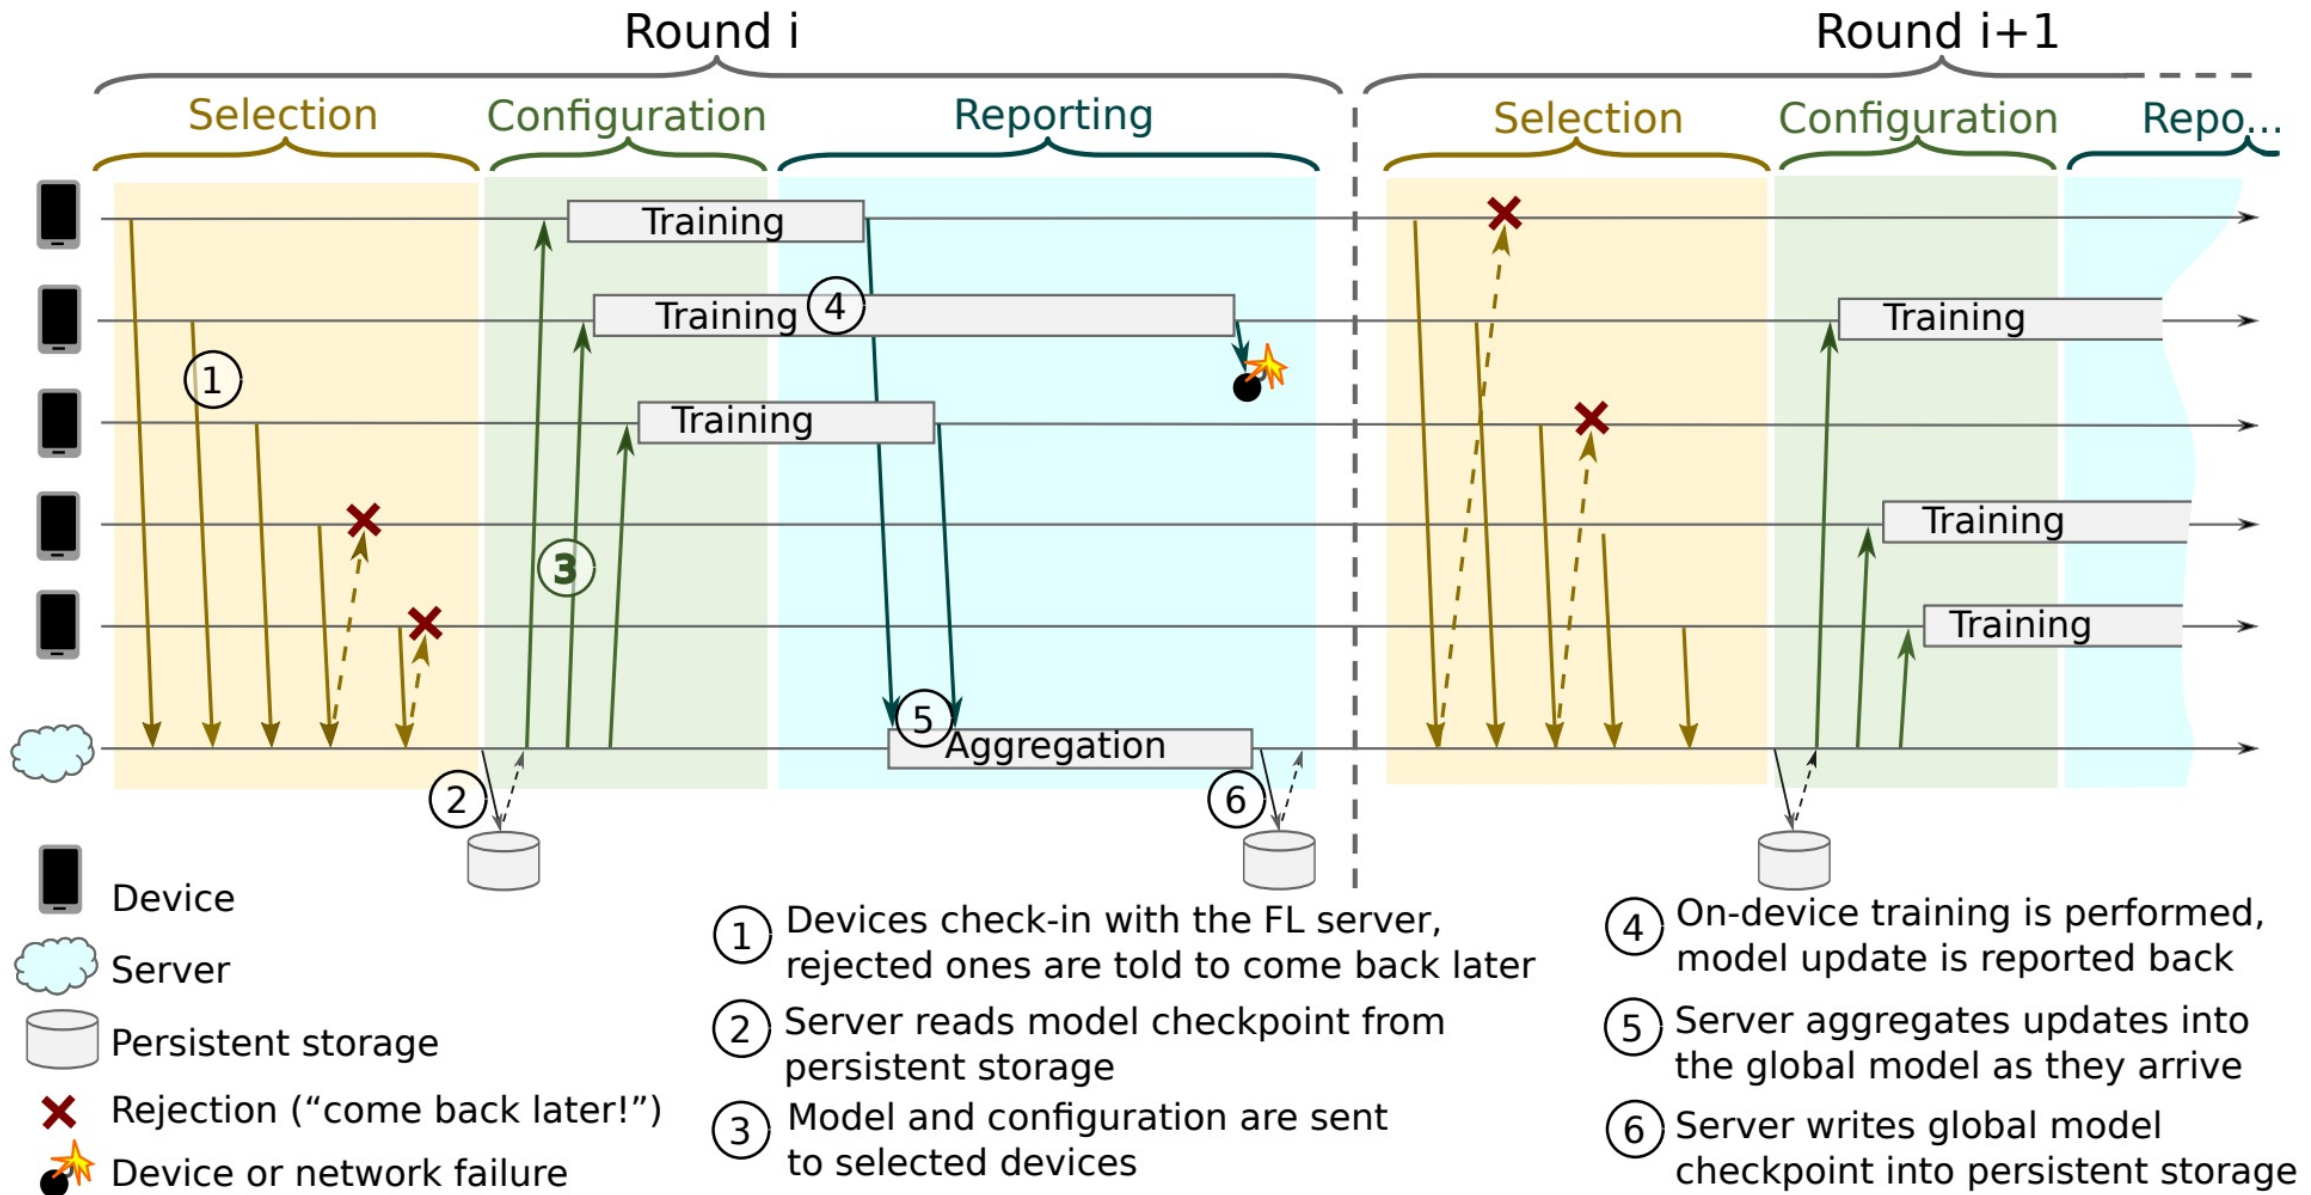 Round i
Round i+1
Selection
Configuration
Reporting
Selection
Configuration
Repo...
Training
Training
4
Training
1
3
5
Aggregation
2
6
Training
Training
Training
Device
Server
Persistent storage
Rejection (“come back later!”)
Device or network failure
1 Devices check-in with the FL server,
rejected ones are told to come back later
2 Server reads model checkpoint from
persistent storage
3 Model and configuration are sent
to selected devices
4 On-device training is performed,
model update is reported back
5 Server aggregates updates into
the global model as they arrive
6 Server writes global model
checkpoint into persistent storage